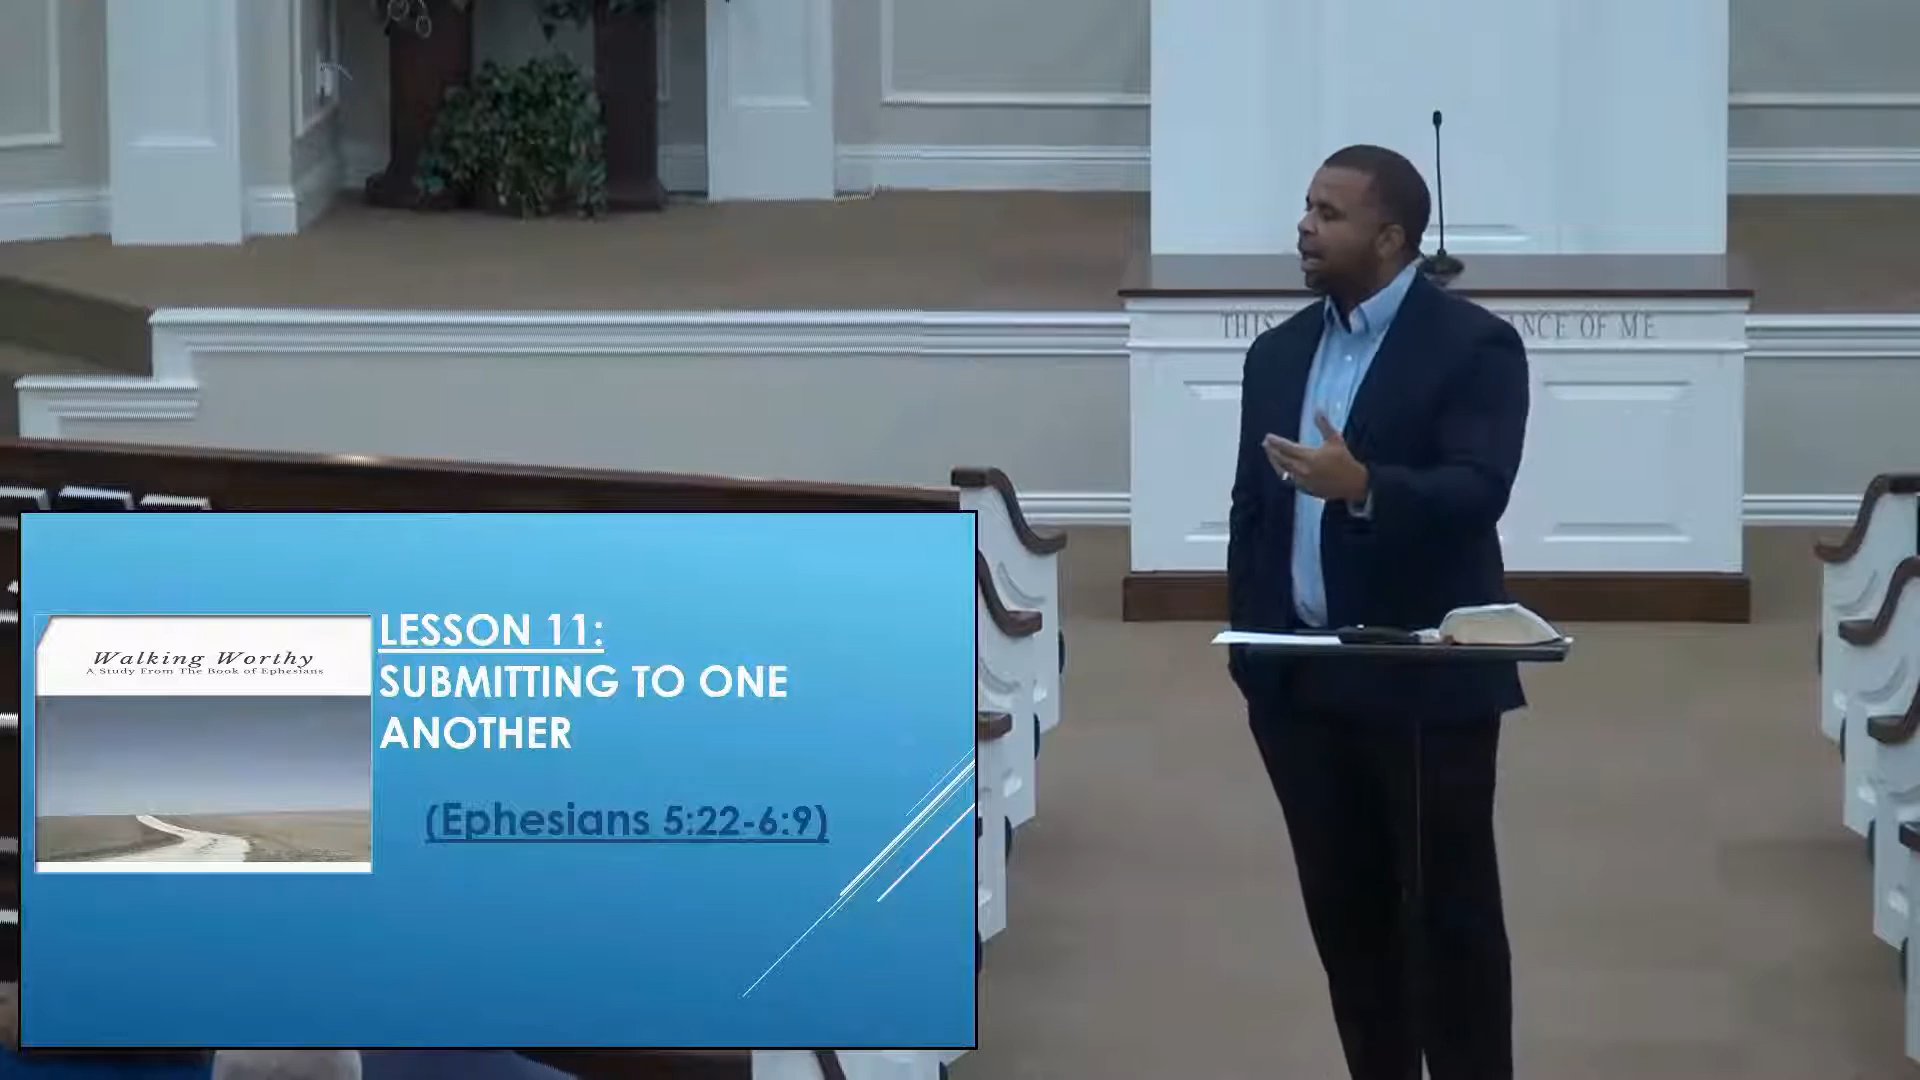 THIS ANCE OF ME
Walking Worthy
A Study From The Book of Ephesians
LESSON 11:
SUBMITTING TO ONE
ANOTHER
(Ephesians 5:22-6:9)